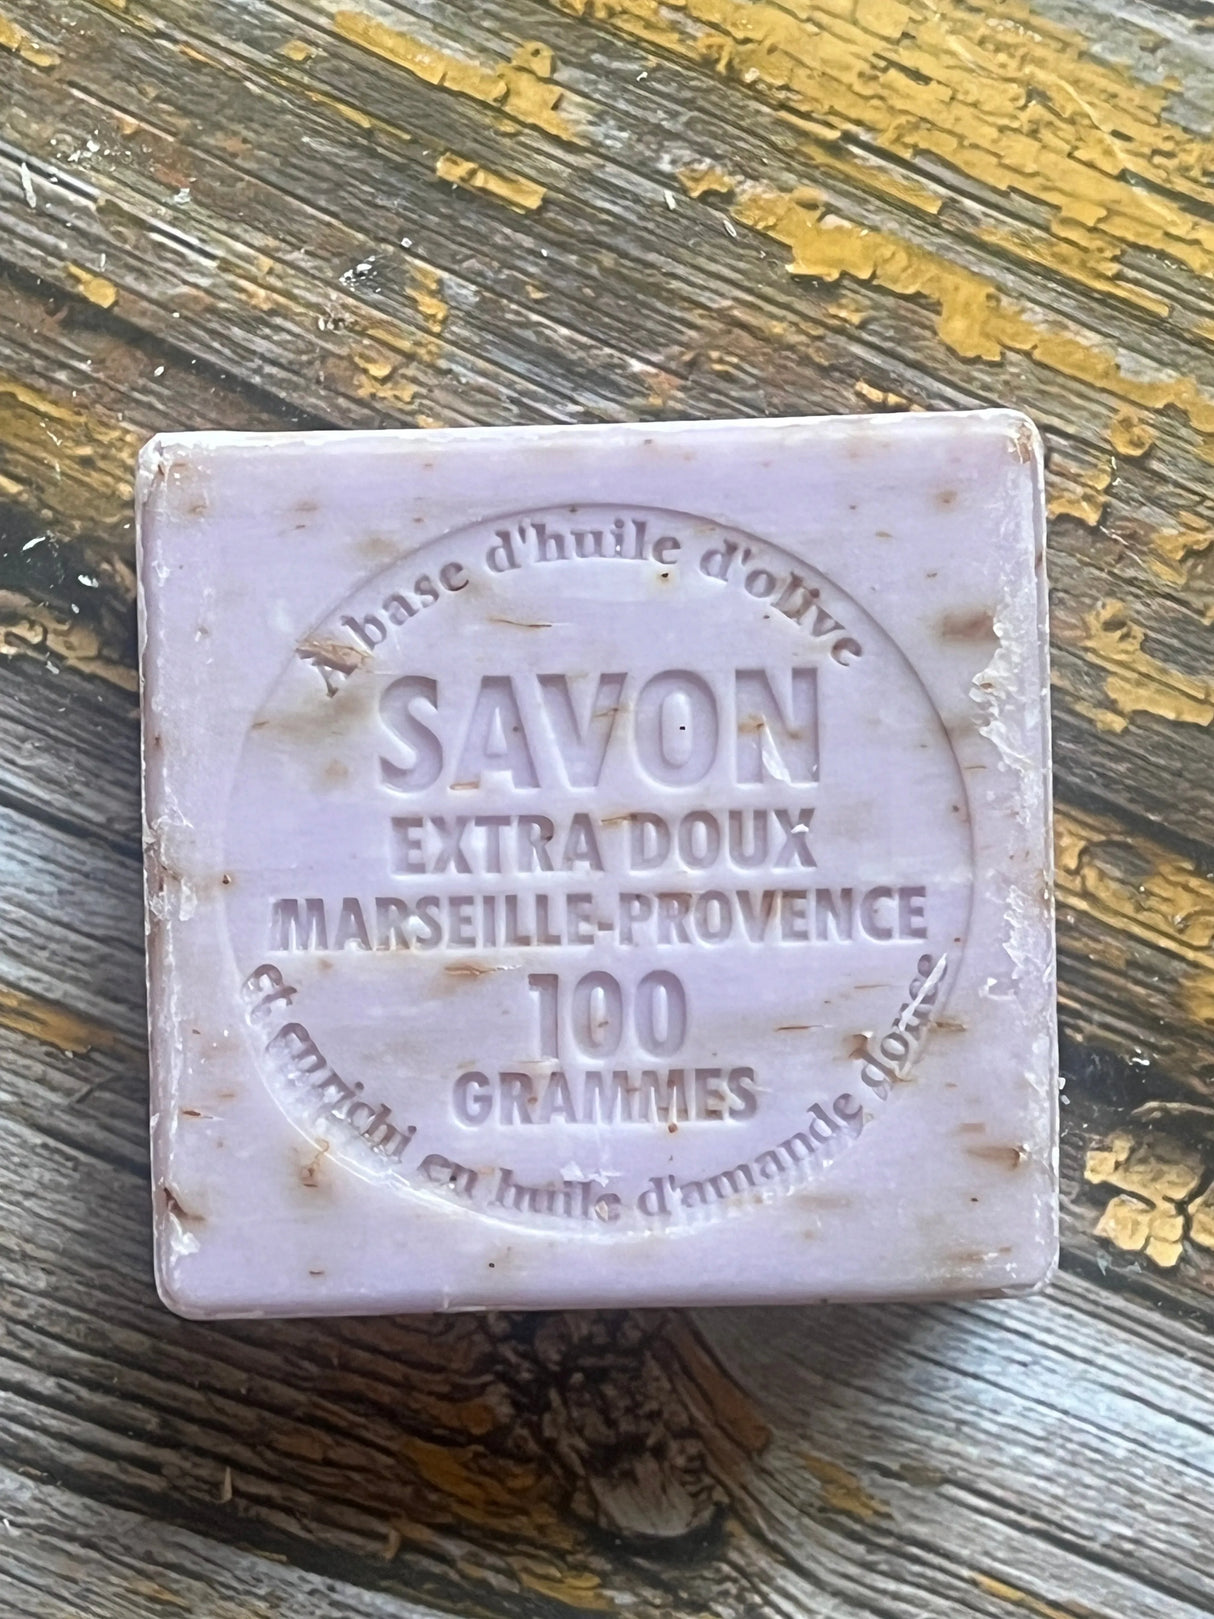 A base d'huile d'olive
SAVON
EXTRA DOUX
MARSEILLE-PROVENCE
100
GRAMMES
et enrichi en huile d'amande douce